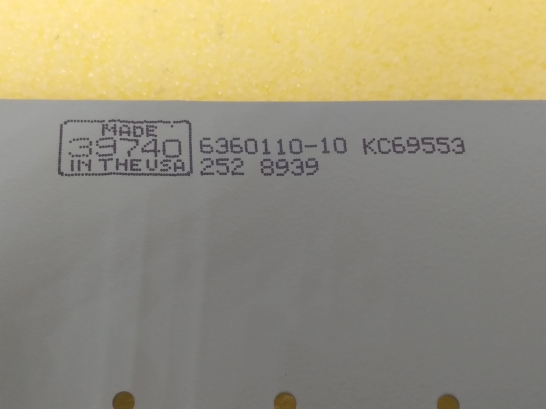 MADE
39740
IN THE USA
6360110-10 KC69553
252 8939